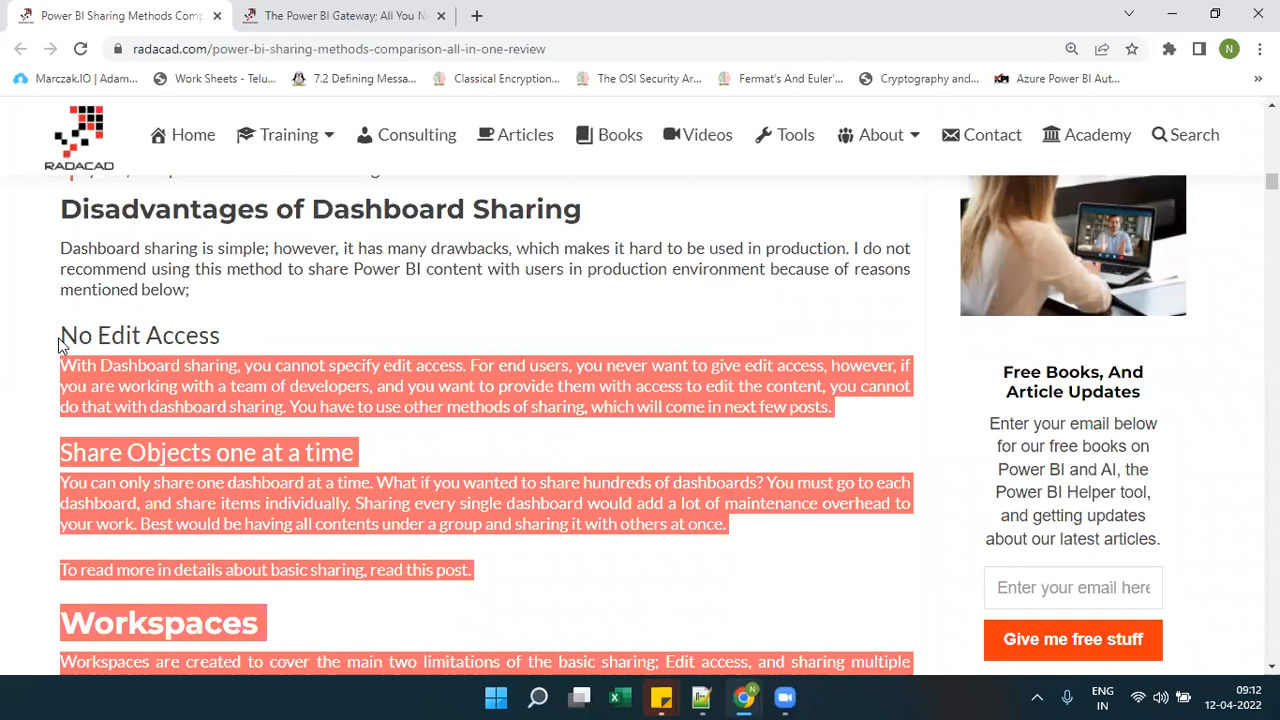 Power BI Sharing Methods Comp
The Power BI Gateway; All You N
radacad.com/power-bi-sharing-methods-comparison-all-in-one-review
N
Marczak.IO | Adam...
Work Sheets - Telu...
7.2 Defining Messa...
Classical Encryption...
The OSI Security Ar...
Fermat's And Euler'...
Cryptography and...
Azure Power BI Aut...
»
RADACAD
Home
Training
Consulting
Articles
Books
Videos
Tools
About
Contact
Academy
Search
Disadvantages of Dashboard Sharing
Dashboard sharing is simple; however, it has many drawbacks, which makes it hard to be used in production. I do not
recommend using this method to share Power BI content with users in production environment because of reasons
mentioned below;
No Edit Access
With Dashboard sharing, you cannot specify edit access. For end users, you never want to give edit access, however, if
you are working with a team of developers, and you want to provide them with access to edit the content, you cannot
do that with dashboard sharing. You have to use other methods of sharing, which will come in next few posts.
Share Objects one at a time
You can only share one dashboard at a time. What if you wanted to share hundreds of dashboards? You must go to each
dashboard, and share items individually. Sharing every single dashboard would add a lot of maintenance overhead to
your work. Best would be having all contents under a group and sharing it with others at once.
To read more in details about basic sharing, read this post.
Workspaces
Workspaces are created to cover the main two limitations of the basic sharing; Edit access, and sharing multiple
Free Books, And
Article Updates
Enter your email below
for our free books on
Power BI and AI, the
Power BI Helper tool,
and getting updates
about our latest articles.
Enter your email here
Give me free stuff
ENG
IN
09:12
12-04-2022